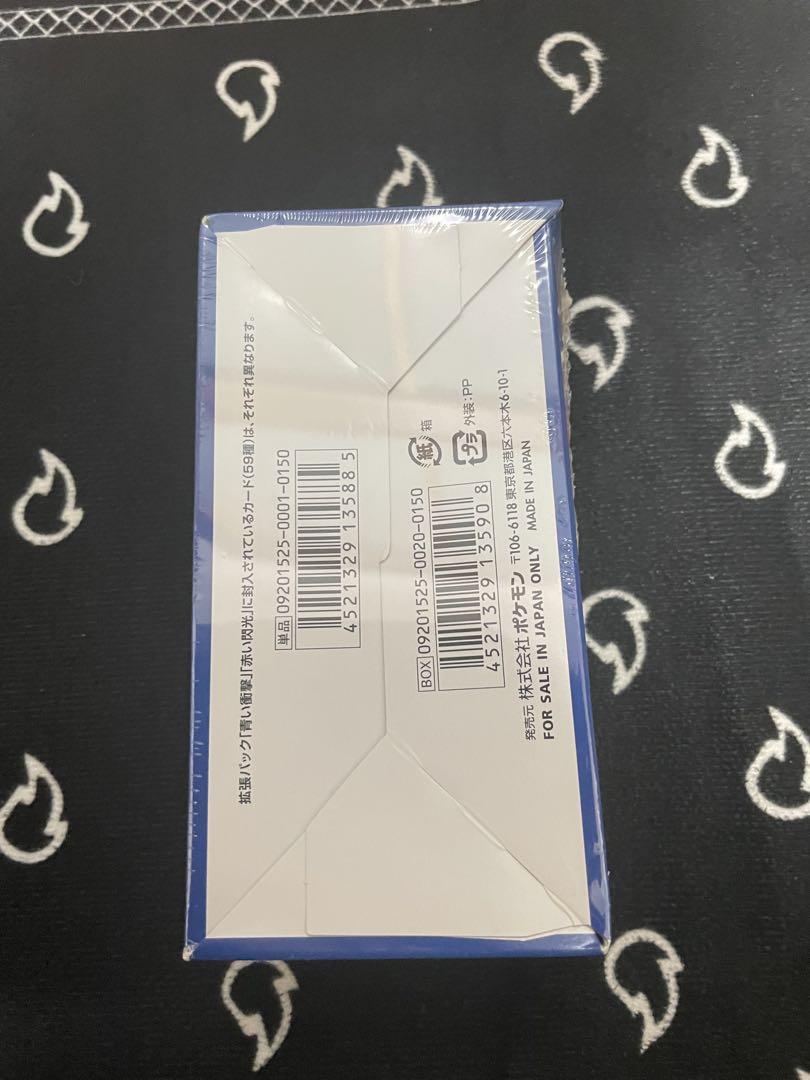 拡張パック「青い衝撃」「赤い閃光」に封入されているカード(59種)は、それぞれ異なります。
単品 09201525-0001-0150
4521329 135885
BOX 09201525-0020-0150
4521329 135908
紙 箱
プラ 外装:PP
発売元 株式会社ポケモン 〒106-6118 東京都港区六本木6-10-1
FOR SALE IN JAPAN ONLY MADE IN JAPAN